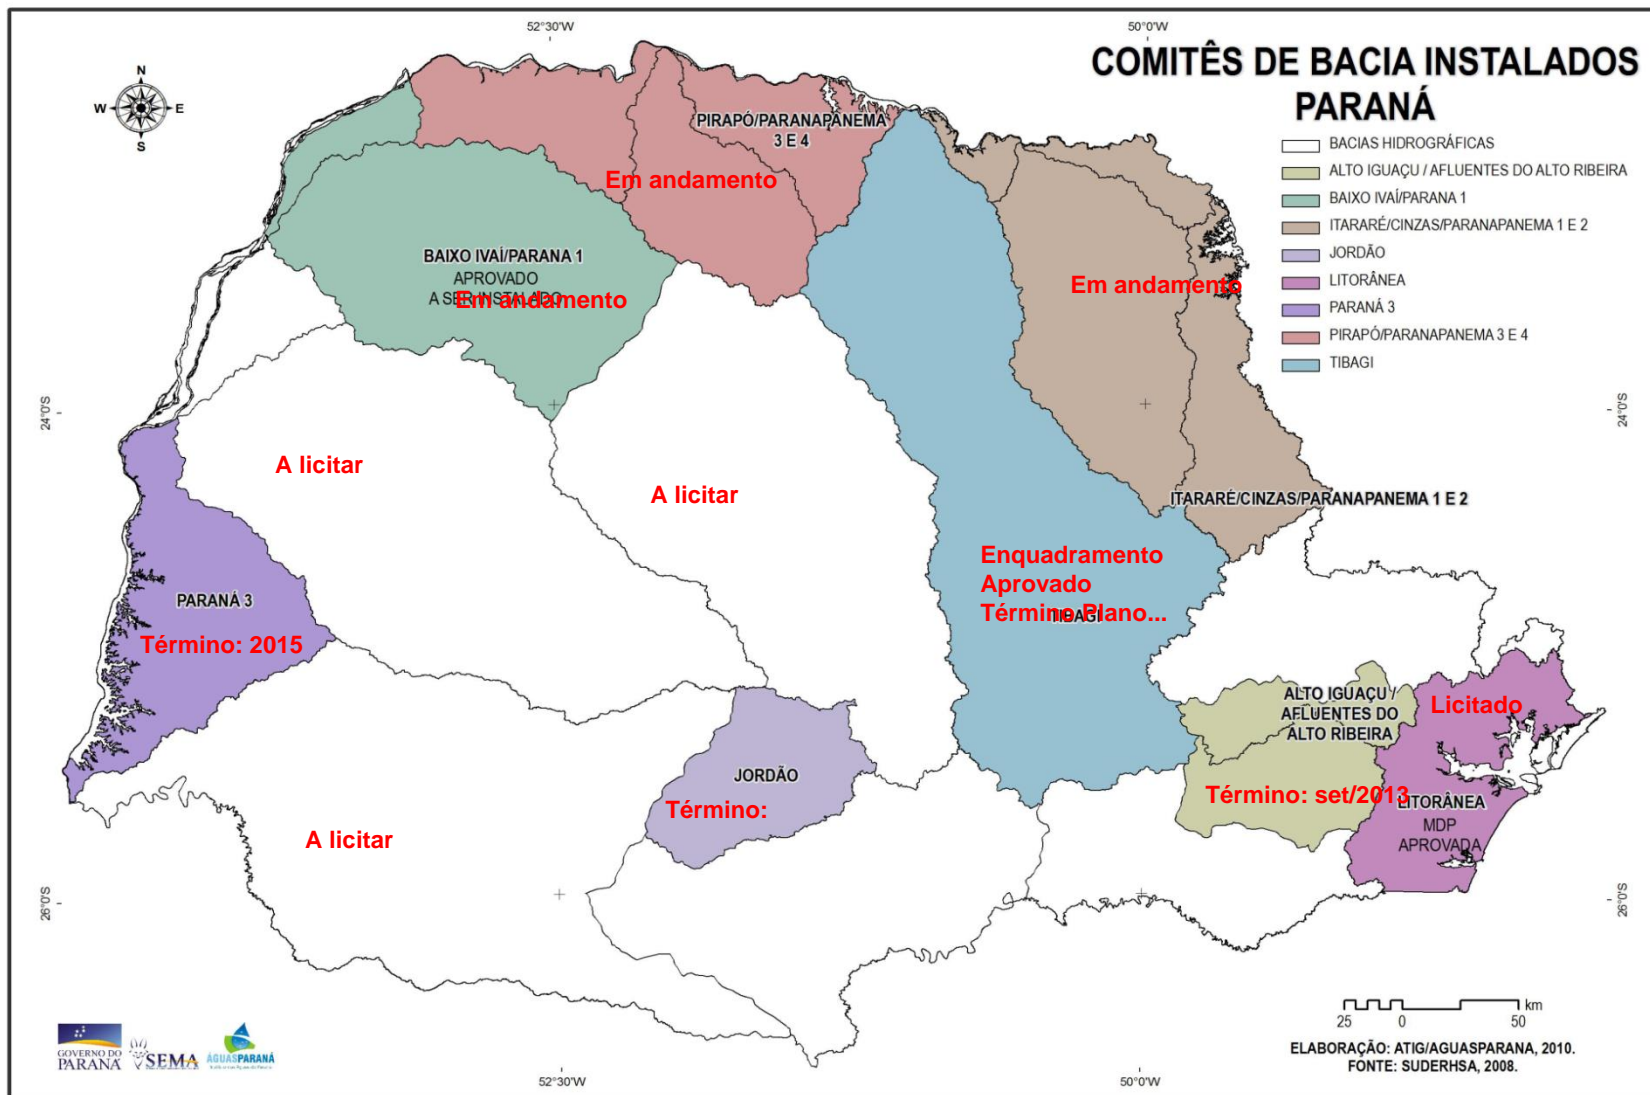 52°30'W
50°0'W
COMITÊS DE BACIA INSTALADOS
PARANÁ
N
W
E
S
BACIAS HIDROGRÁFICAS
ALTO IGUAÇU / AFLUENTES DO ALTO RIBEIRA
BAIXO IVAÍ/PARANA 1
ITARARÉ/CINZAS/PARANAPANEMA 1 E 2
JORDÃO
LITORÂNEA
PARANÁ 3
PIRAPÓ/PARANAPANEMA 3 E 4
TIBAGI
PIRAPÓ/PARANAPANEMA
3 E 4
Em andamento
BAIXO IVAÍ/PARANA 1
APROVADO
A SER INSTALADO
Em andamento
Em andamento
24°0'S
24°0'S
A licitar
A licitar
ITARARÉ/CINZAS/PARANAPANEMA 1 E 2
Enquadramento
Aprovado
Término Plano...
TIBAGI
PARANÁ 3
Término: 2015
ALTO IGUAÇU /
AFLUENTES DO
ALTO RIBEIRA
Licitado
JORDÃO
Término:
Término: set/2013
LITORÂNEA
MDP
APROVADA
A licitar
26°0'S
26°0'S
km
25
0
50
ELABORAÇÃO: ATIG/AGUASPARANA, 2010.
FONTE: SUDERHSA, 2008.
GOVERNO DO
PARANÁ
SEMA
ÁGUASPARANÁ
52°30'W
50°0'W